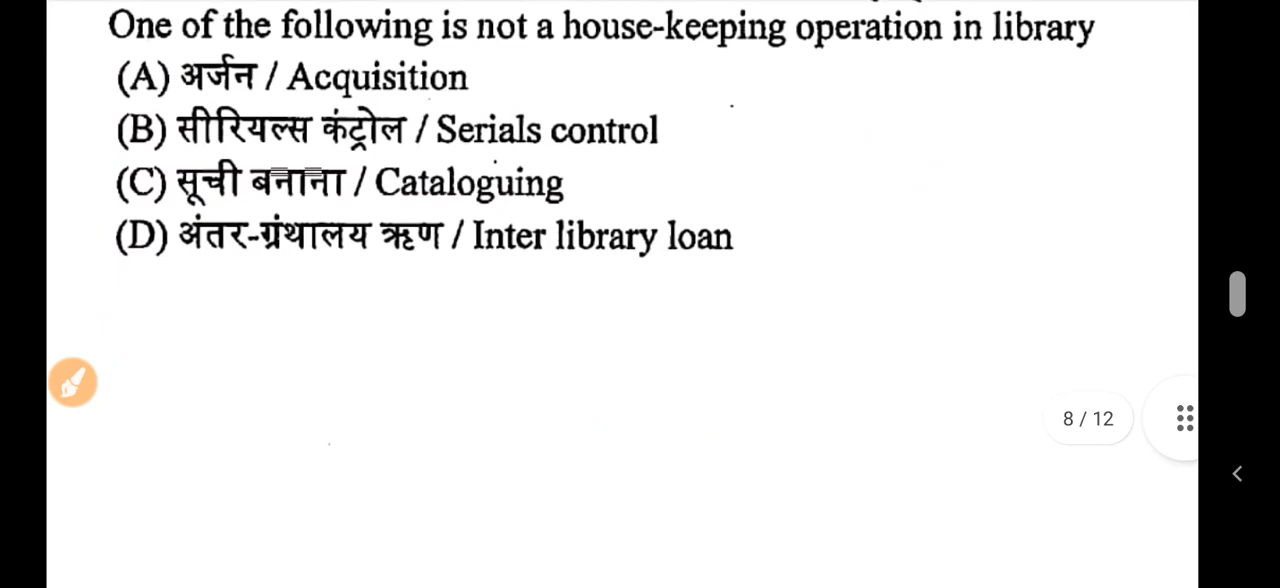 One of the following is not a house-keeping operation in library
(A) अर्जन / Acquisition
(B) सीरियल्स कंट्रोल / Serials control
(C) सूची बनाना / Cataloguing
(D) अंतर-ग्रंथालय ऋण / Inter library loan
8 / 12